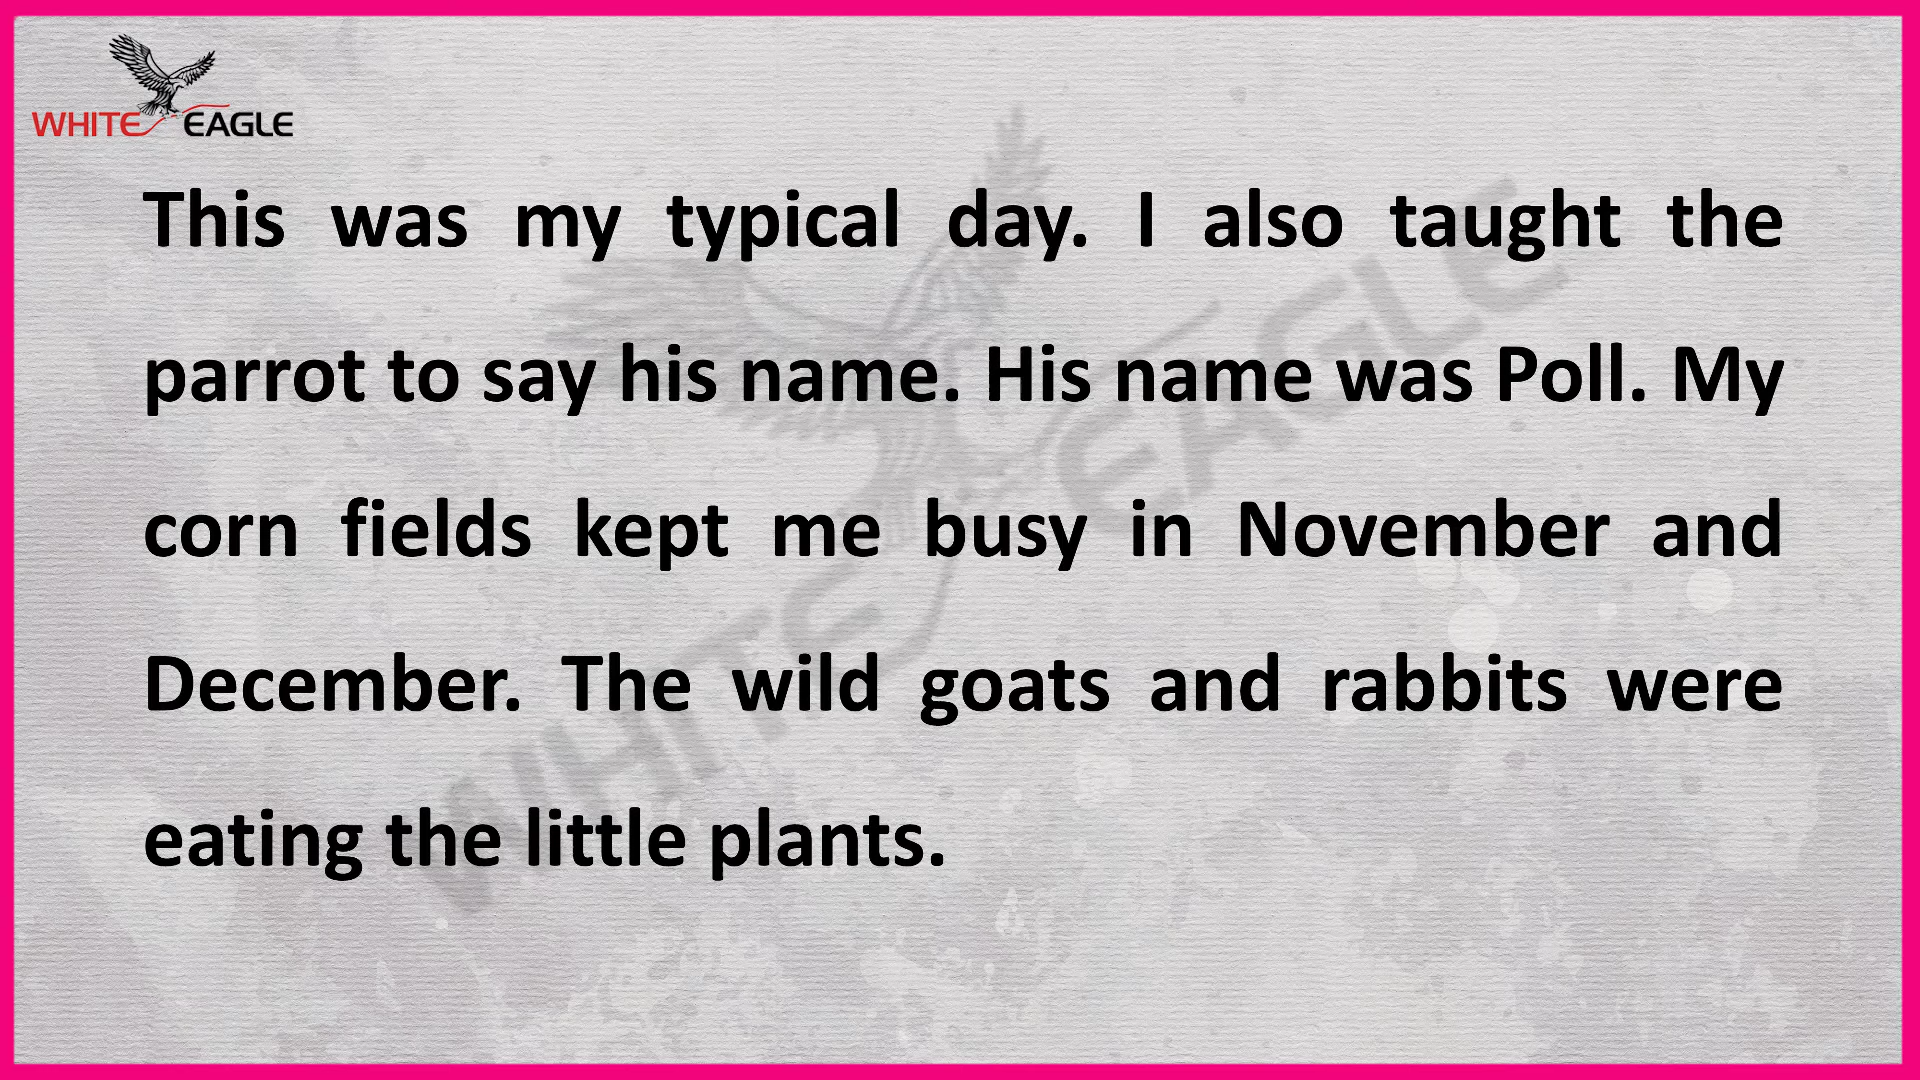 WHITE EAGLE
This was my typical day. I also taught the
parrot to say his name. His name was Poll. My
corn fields kept me busy in November and
December. The wild goats and rabbits were
eating the little plants.
WHITE EAGLE